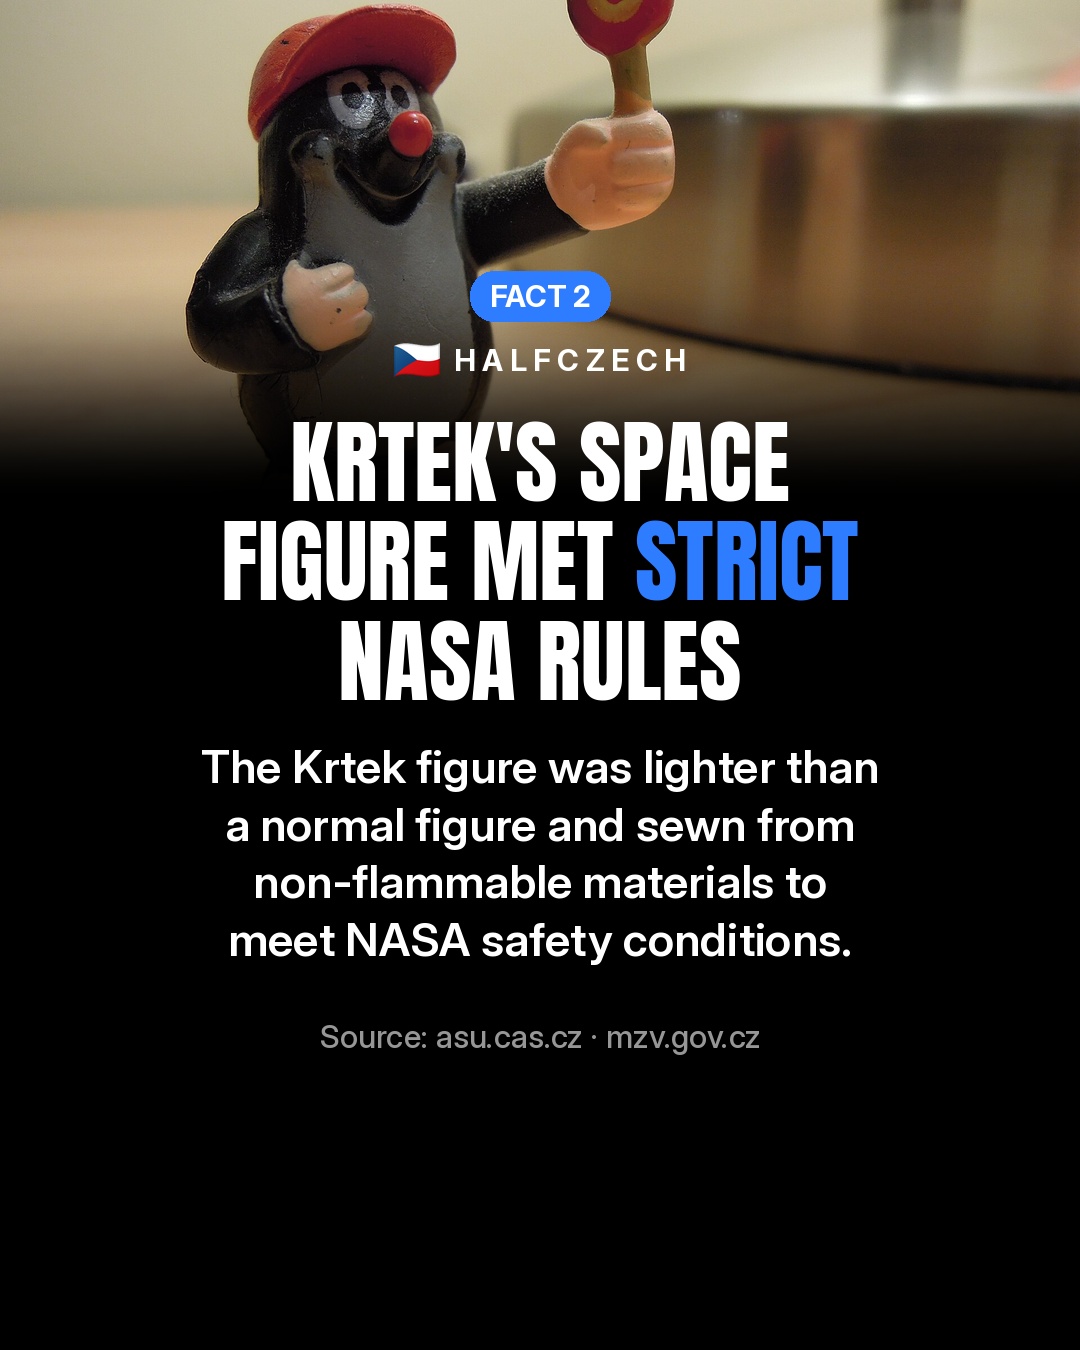 FACT 2
🇨🇿 HALFCZECH
KRTEK'S SPACE
FIGURE MET STRICT
NASA RULES
The Krtek figure was lighter than
a normal figure and sewn from
non-flammable materials to
meet NASA safety conditions.
Source: asu.cas.cz · mzv.gov.cz